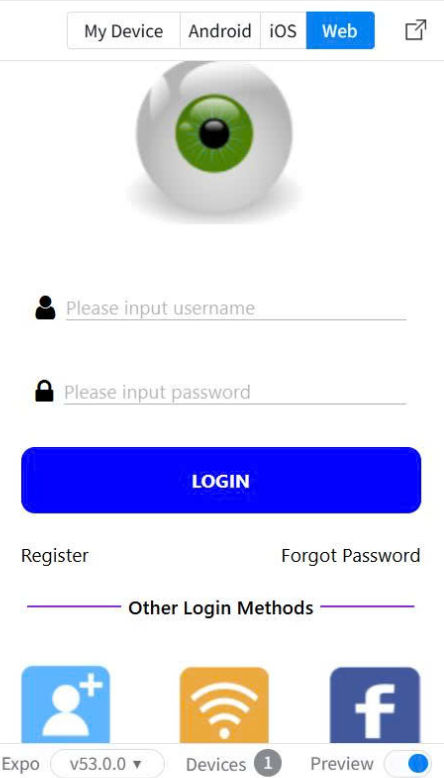 My Device Android iOS Web
Please input username
Please input password
LOGIN
Register Forgot Password
Other Login Methods
Expo v53.0.0 ▾ Devices 1 Preview